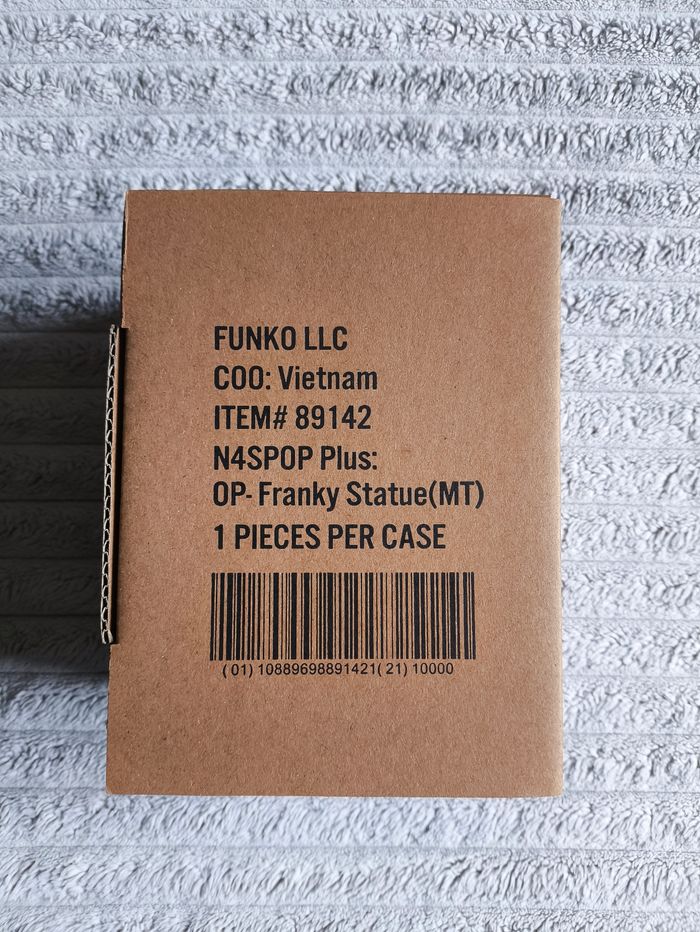 FUNKO LLC
COO: Vietnam
ITEM# 89142
N4SPOP Plus:
OP- Franky Statue(MT)
1 PIECES PER CASE
( 01) 10889698891421( 21) 10000